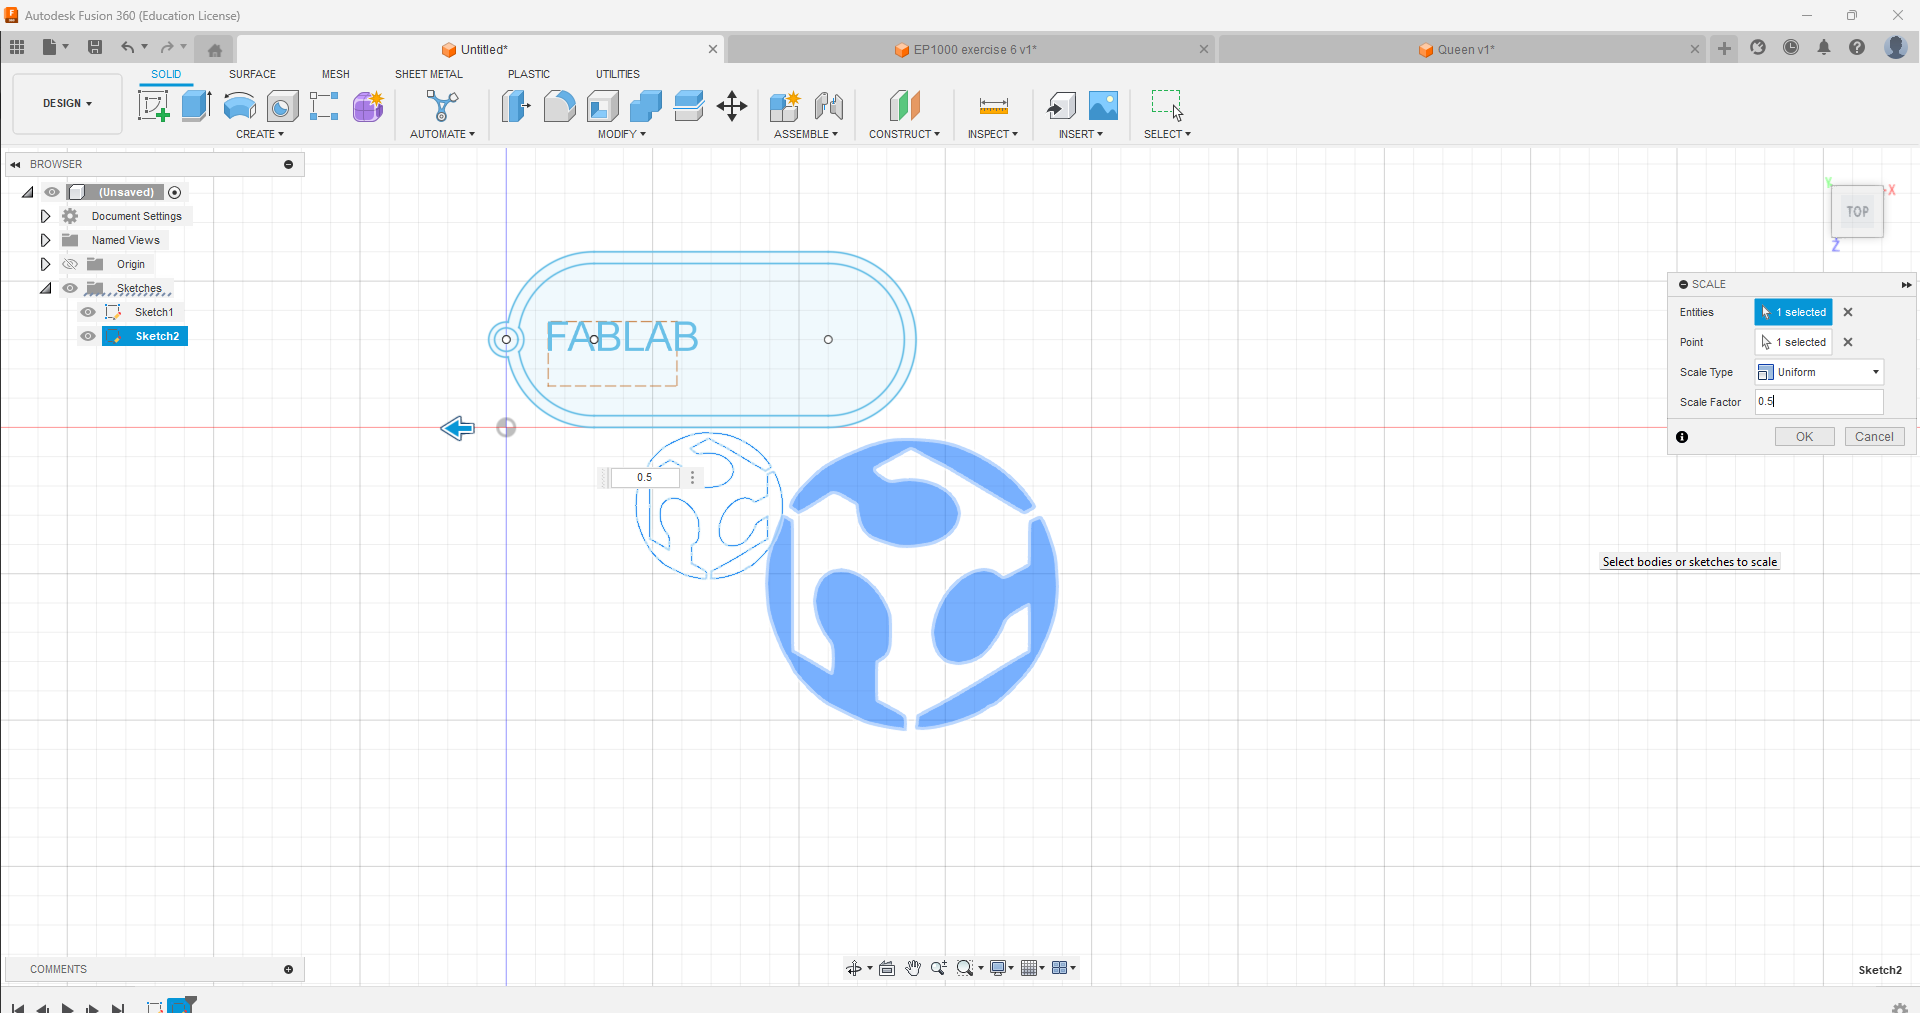 Autodesk Fusion 360 (Education License)
Untitled*
EP1000 exercise 6 v1*
Queen v1*
DESIGN
SOLID
SURFACE
MESH
SHEET METAL
PLASTIC
UTILITIES
CREATE
AUTOMATE
MODIFY
ASSEMBLE
CONSTRUCT
INSPECT
INSERT
SELECT
BROWSER
(Unsaved)
Document Settings
Named Views
Origin
Sketches
Sketch1
Sketch2
FABLAB
0.5
Y
X
TOP
Z
SCALE
Entities
1 selected
Point
1 selected
Scale Type
Uniform
Scale Factor
0.5
OK
Cancel
Select bodies or sketches to scale
COMMENTS
Sketch2